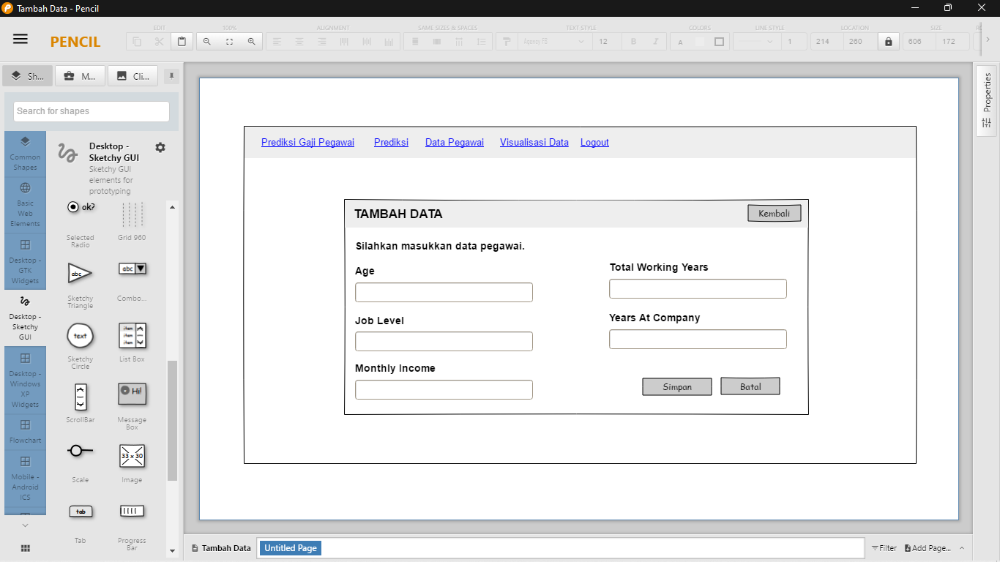 Tambah Data - Pencil
PENCIL
EDIT
100%
ALIGNMENT
SAME SIZES & SPACES
TEXT STYLE
COLORS
LINE STYLE
LOCATION
SIZE
Agency FB
12
B
I
A
1
214
260
606
172
Sh...
M...
Cli...
Search for shapes
Common
Shapes
Basic
Web
Elements
Desktop -
GTK
Widgets
Desktop -
Sketchy
GUI
Desktop -
Windows
XP
Widgets
Flowchart
Mobile -
Android
ICS
Desktop -
Sketchy GUI
Sketchy GUI
elements for
prototyping
ok?
Selected
Radio
Grid 960
abc
Sketchy
Triangle
abc
Combo...
text
Sketchy
Circle
item
item
item
List Box
ScrollBar
Hi!
Message
Box
Scale
33 x 30
Image
tab
Tab
Progress
Bar
Prediksi Gaji Pegawai Prediksi Data Pegawai Visualisasi Data Logout
TAMBAH DATA
Kembali
Silahkan masukkan data pegawai.
Age
Total Working Years
Job Level
Years At Company
Monthly Income
Simpan
Batal
Properties
Tambah Data
Untitled Page
Filter
Add Page...